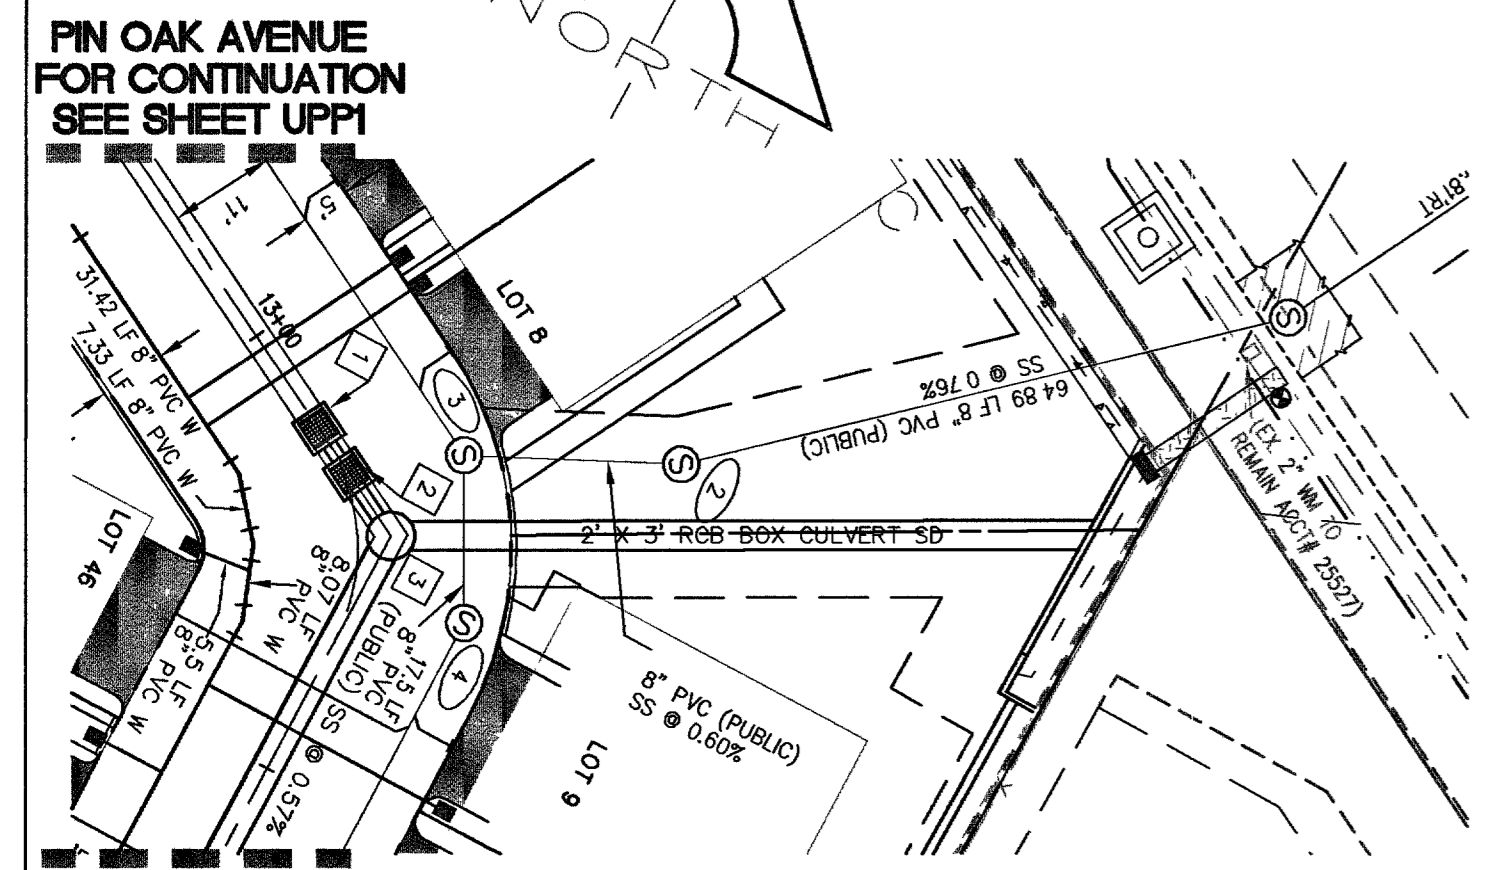 NORTH
PIN OAK AVENUE
FOR CONTINUATION
SEE SHEET UPP1
11'
5'
.81'RT
31.42 LF 8" PVC W
7.33 LF 8" PVC W
13+00
1
LOT 8
3
S
2
S
2
64.89 LF 8" PVC (PUBLIC)
SS @ 0.76%
S
(EX. 2" WM TO
REMAIN ACCT# 25527)
2' X 3' RCB BOX CULVERT SD
LOT 46
8.07 LF
8" PVC W
5.5 LF
8" PVC W
3
S
4
17.5 LF
8" PVC
(PUBLIC)
SS @ 0.57%
8" PVC (PUBLIC)
SS @ 0.60%
LOT 9